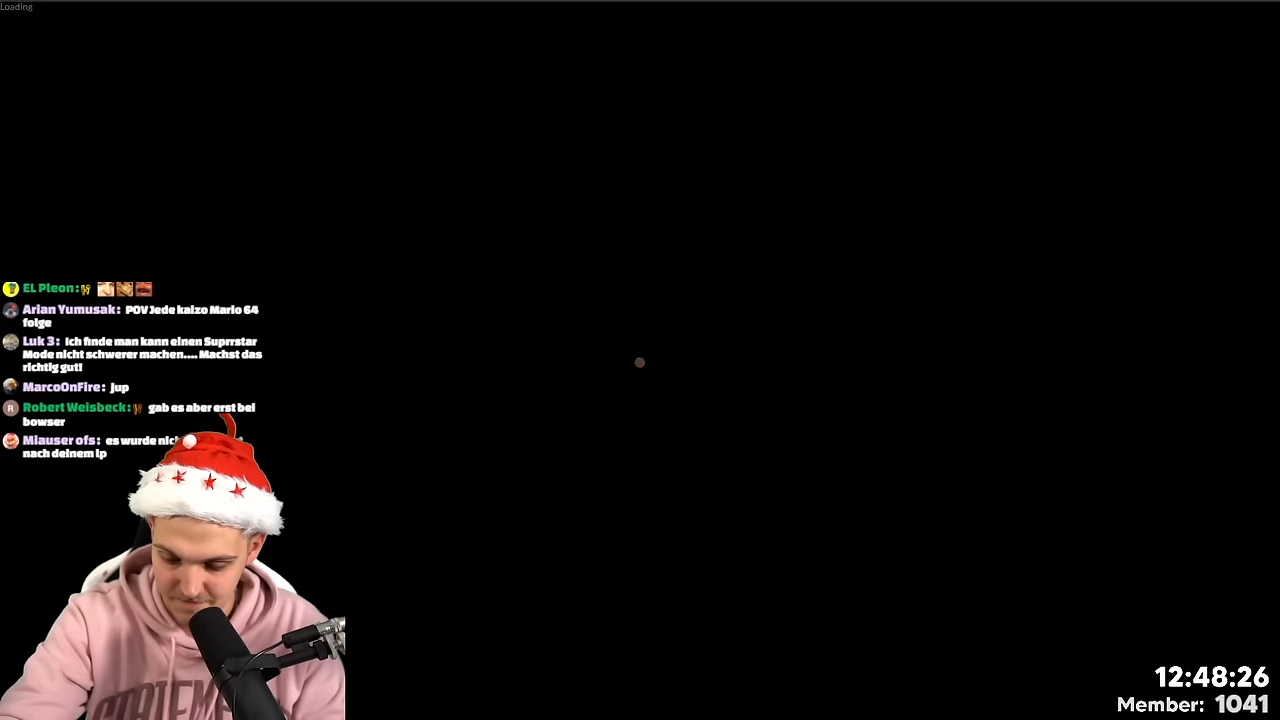 Loading
EL Pleon:
Arian Yumusak: POV Jede kaizo Mario 64
folge
Luk 3: Ich finde man kann einen Suprrstar
Mode nicht schwerer machen.... Machst das
richtig gut!
MarcoOnFire: Jup
R Robert Weisbeck: gab es aber erst bei
bowser
Miauser ofs: es wurde
nach deinem lp
12:48:26
Member: 1041